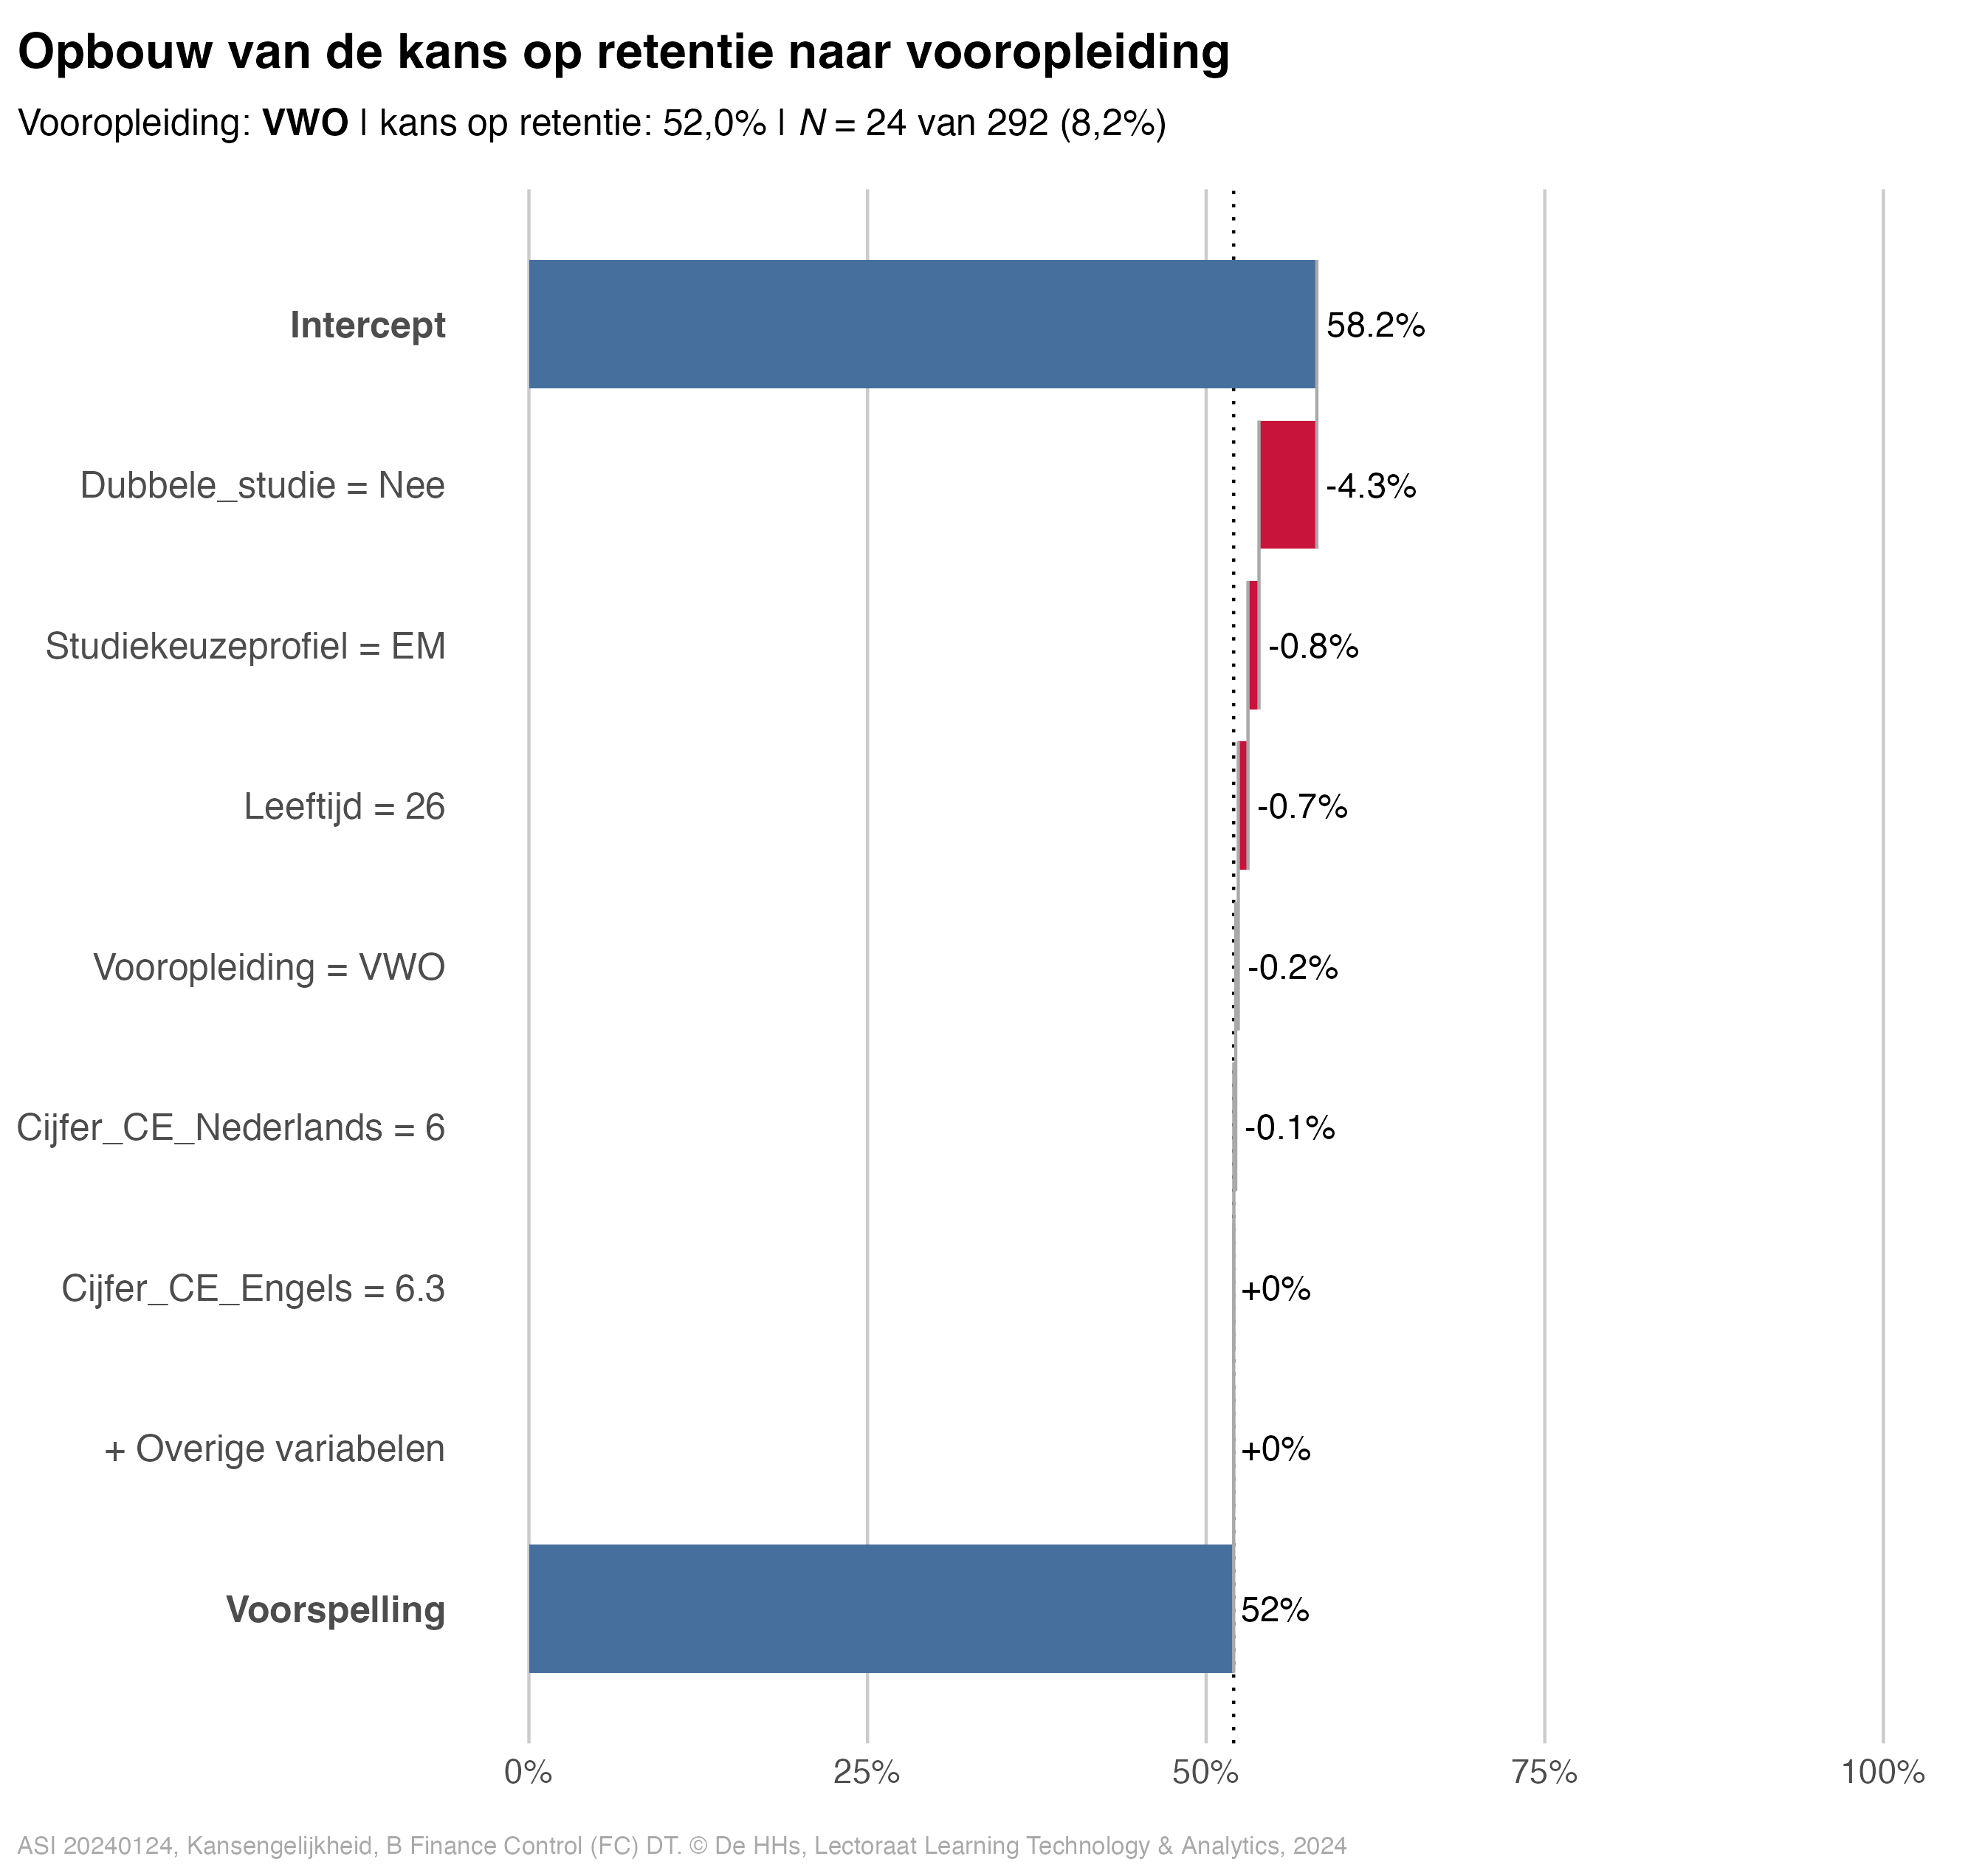 Opbouw van de kans op retentie naar vooropleiding
Vooropleiding: VWO | kans op retentie: 52,0% | N = 24 van 292 (8,2%)
Intercept
58.2%
Dubbele_studie = Nee
-4.3%
Studiekeuzeprofiel = EM
-0.8%
Leeftijd = 26
-0.7%
Vooropleiding = VWO
-0.2%
Cijfer_CE_Nederlands = 6
-0.1%
Cijfer_CE_Engels = 6.3
+0%
+ Overige variabelen
+0%
Voorspelling
52%
0% 25% 50% 75% 100%
ASI 20240124, Kansengelijkheid, B Finance Control (FC) DT. © De HHs, Lectoraat Learning Technology & Analytics, 2024